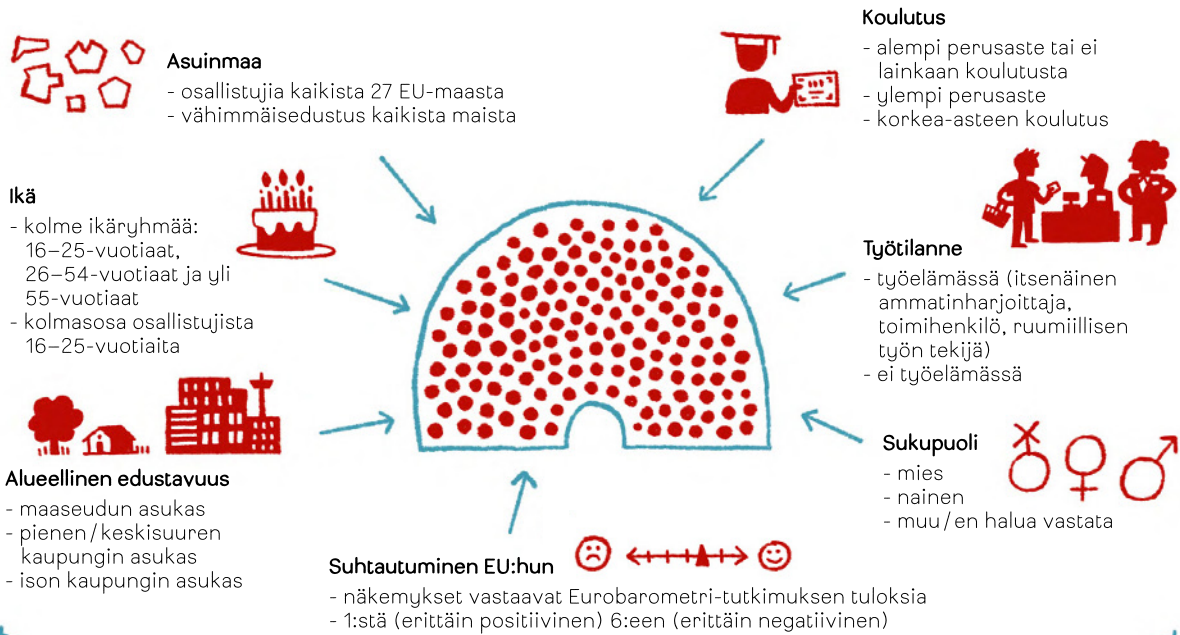 Asuinmaa
- osallistujia kaikista 27 EU-maasta
- vähimmäisedustus kaikista maista
Koulutus
- alempi perusaste tai ei
lainkaan koulutusta
- ylempi perusaste
- korkea-asteen koulutus
Ikä
- kolme ikäryhmää:
16–25-vuotiaat,
26–54-vuotiaat ja yli
55-vuotiaat
- kolmasosa osallistujista
16–25-vuotiaita
Työtilanne
- työelämässä (itsenäinen
ammatinharjoittaja,
toimihenkilö, ruumiillisen
työn tekijä)
- ei työelämässä
Alueellinen edustavuus
- maaseudun asukas
- pienen/keskisuuren
kaupungin asukas
- ison kaupungin asukas
Sukupuoli
- mies
- nainen
- muu/en halua vastata
Suhtautuminen EU:hun
- näkemykset vastaavat Eurobarometri-tutkimuksen tuloksia
- 1:stä (erittäin positiivinen) 6:een (erittäin negatiivinen)